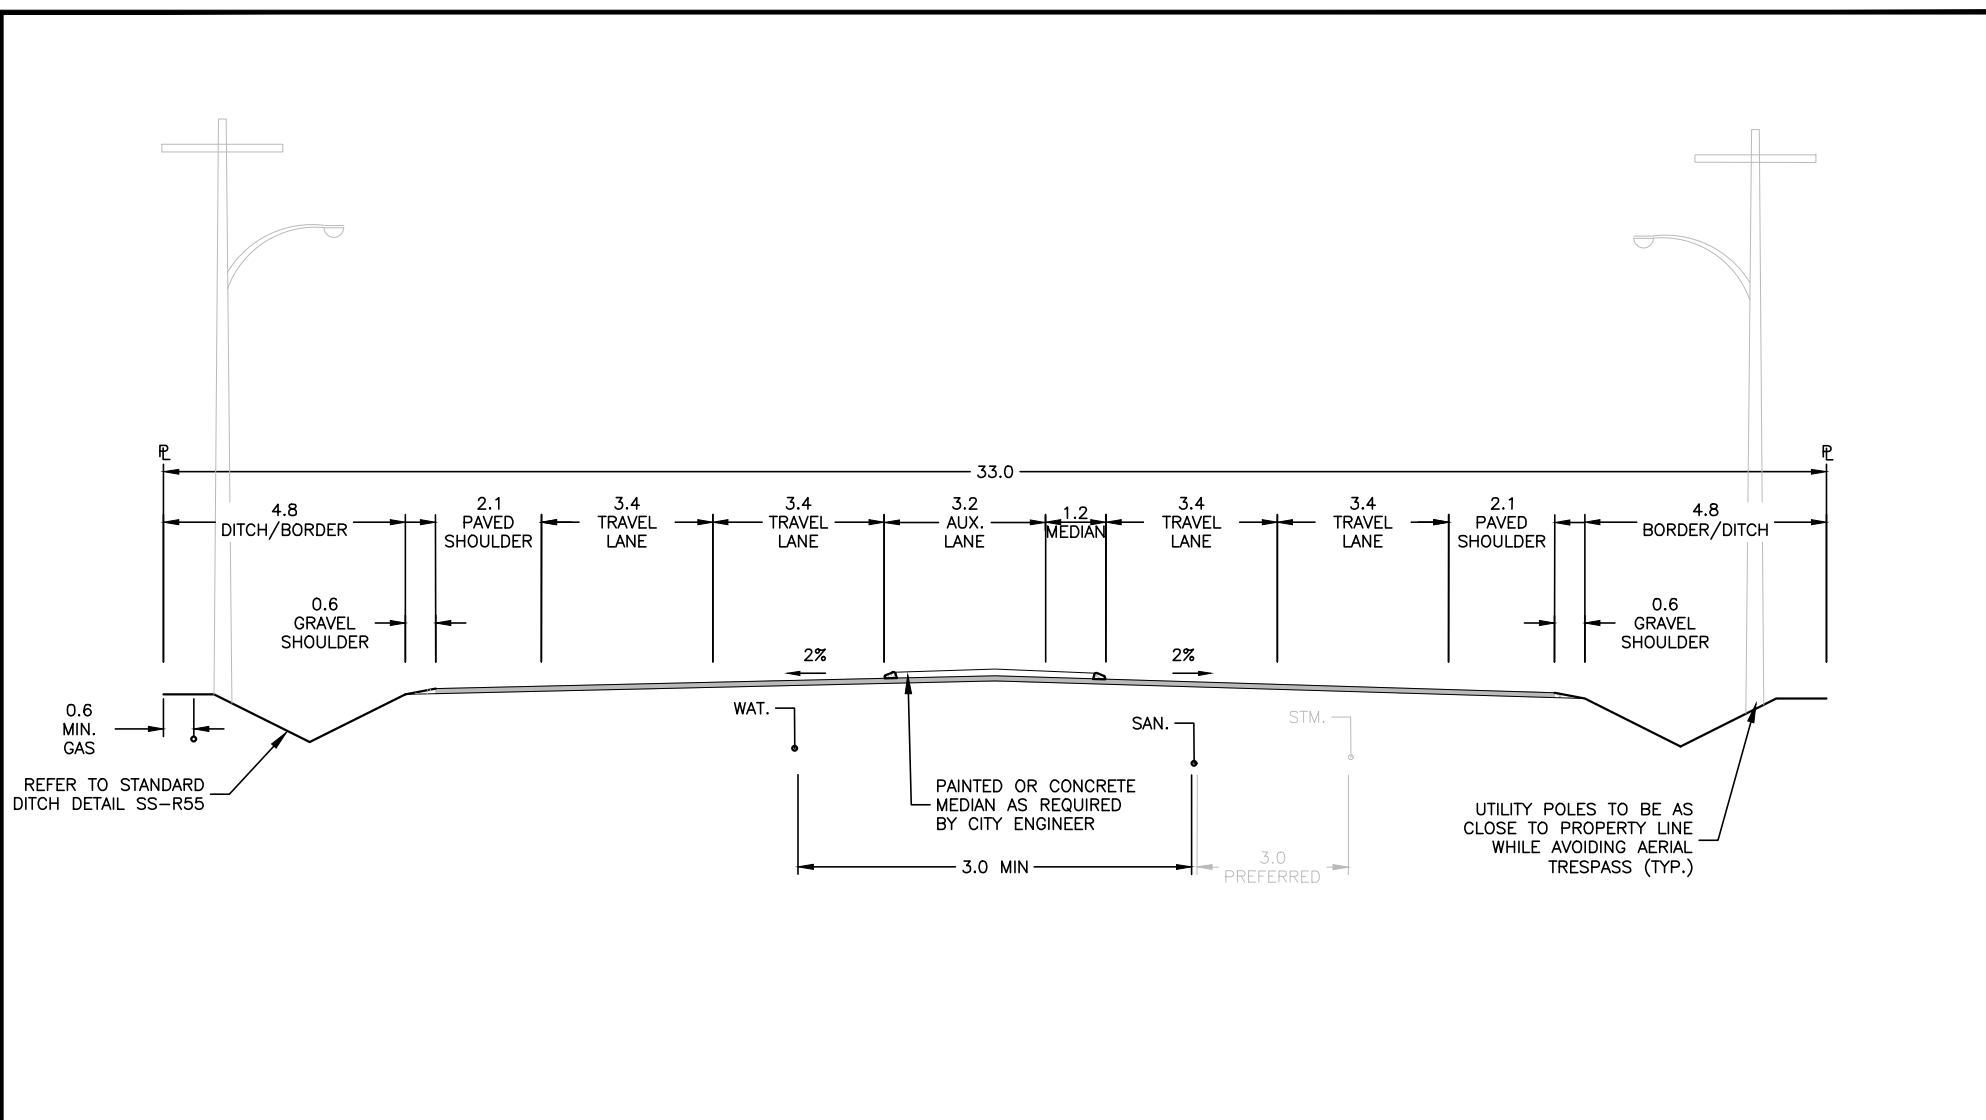 ℄
℄
33.0
4.8
DITCH/BORDER
2.1
PAVED
SHOULDER
3.4
TRAVEL
LANE
3.4
TRAVEL
LANE
3.2
AUX.
LANE
1.2
MEDIAN
3.4
TRAVEL
LANE
3.4
TRAVEL
LANE
2.1
PAVED
SHOULDER
4.8
BORDER/DITCH
0.6
GRAVEL
SHOULDER
0.6
GRAVEL
SHOULDER
2%
2%
0.6
MIN.
GAS
WAT.
SAN.
STM.
REFER TO STANDARD
DITCH DETAIL SS-R55
PAINTED OR CONCRETE
MEDIAN AS REQUIRED
BY CITY ENGINEER
UTILITY POLES TO BE AS
CLOSE TO PROPERTY LINE
WHILE AVOIDING AERIAL
TRESPASS (TYP.)
3.0 MIN
3.0
PREFERRED